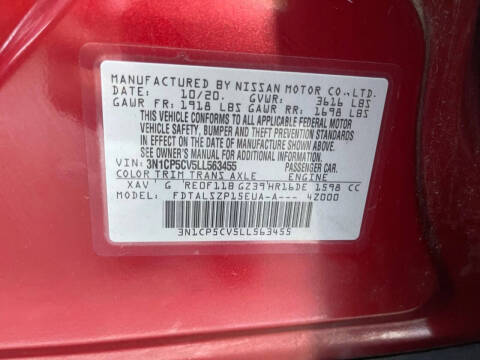 MANUFACTURED BY NISSAN MOTOR CO., LTD.
DATE: 10/20. GVWR: 3616 LBS
GAWR FR: 1918 LBS GAWR RR: 1698 LBS
THIS VEHICLE CONFORMS TO ALL APPLICABLE FEDERAL MOTOR
VEHICLE SAFETY, BUMPER AND THEFT PREVENTION STANDARDS
IN EFFECT ON THE DATE OF MANUFACTURE SHOWN ABOVE.
SEE OWNER'S MANUAL FOR ADDITIONAL INFORMATION.
VIN: 3N1CP5CV5LL563455 PASSENGER CAR.
COLOR TRIM TRANS AXLE ENGINE
XAV G RE0F11B GZ39 HR16DE 1598 CC
MODEL: FDTALSZP15EUA-A--- 4Z000
3N1CP5CV5LL563455